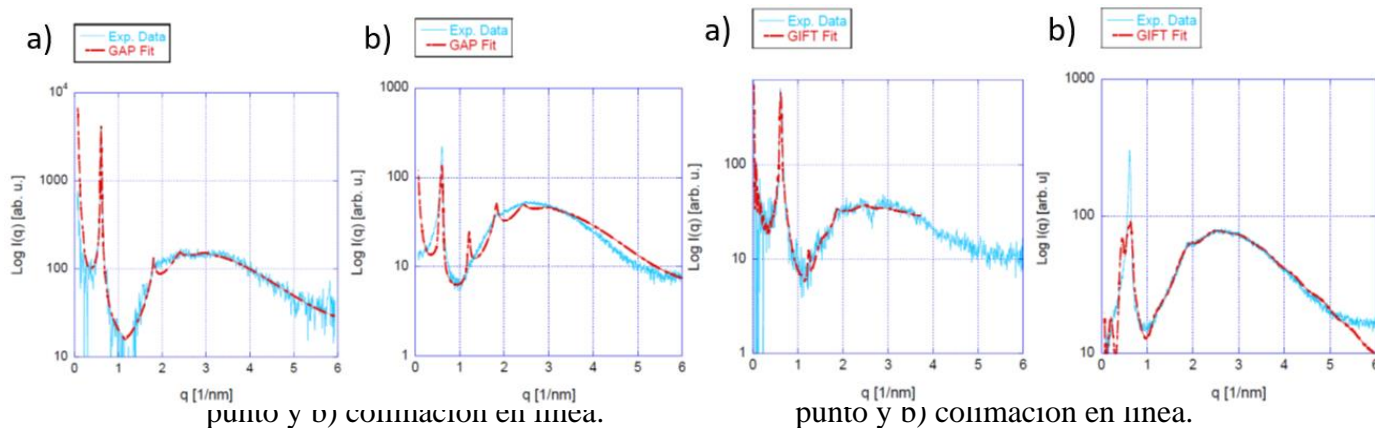 a)
Exp. Data
GAP Fit
Log I(q) [ab. u.]
10^4
1000
100
10
0 1 2 3 4 5 6
q [1/nm]
b)
Exp. Data
GAP Fit
Log I(q) [arb. u.]
1000
100
10
1
0 1 2 3 4 5 6
q [1/nm]
a)
Exp. Data
GIFT Fit
Log I(q) [arb. u.]
100
10
1
0 1 2 3 4 5 6
q [1/nm]
b)
Exp. Data
GIFT Fit
Log I(q) [arb. u]
1000
100
10
0 1 2 3 4 5 6
q [1/nm]
punto y b) colimación en línea.
punto y b) colimación en línea.